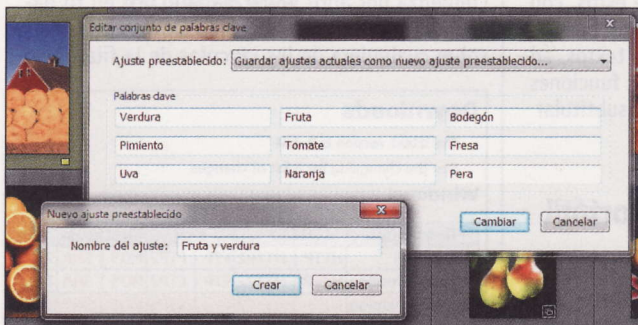 Editar conjunto de palabras clave
Ajuste preestablecido: Guardar ajustes actuales como nuevo ajuste preestablecido...
Palabras clave
Verdura Fruta Bodegón
Pimiento Tomate Fresa
Uva Naranja Pera
Cambiar Cancelar
Nuevo ajuste preestablecido
Nombre del ajuste: Fruta y verdura
Crear Cancelar